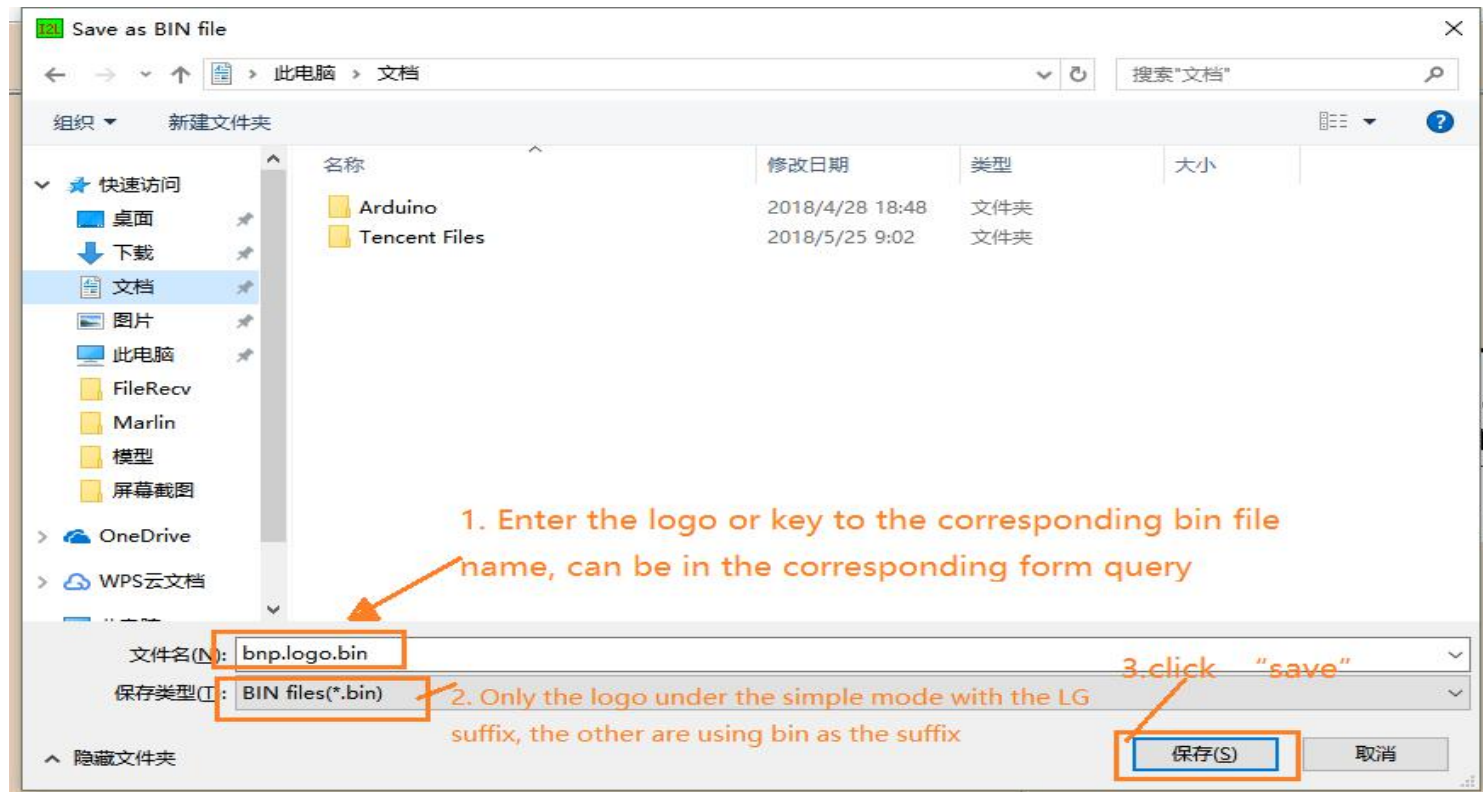 I2L Save as BIN file
此电脑 › 文档
搜索"文档"
组织 新建文件夹
名称 修改日期 类型 大小
快速访问
桌面
下载
文档
图片
此电脑
FileRecv
Marlin
模型
屏幕截图
OneDrive
WPS云文档
Arduino 2018/4/28 18:48 文件夹
Tencent Files 2018/5/25 9:02 文件夹
1. Enter the logo or key to the corresponding bin file
name, can be in the corresponding form query
文件名(N): bnp.logo.bin
保存类型(T): BIN files(*.bin)
2. Only the logo under the simple mode with the LG
suffix, the other are using bin as the suffix
3.click “save”
隐藏文件夹
保存(S) 取消